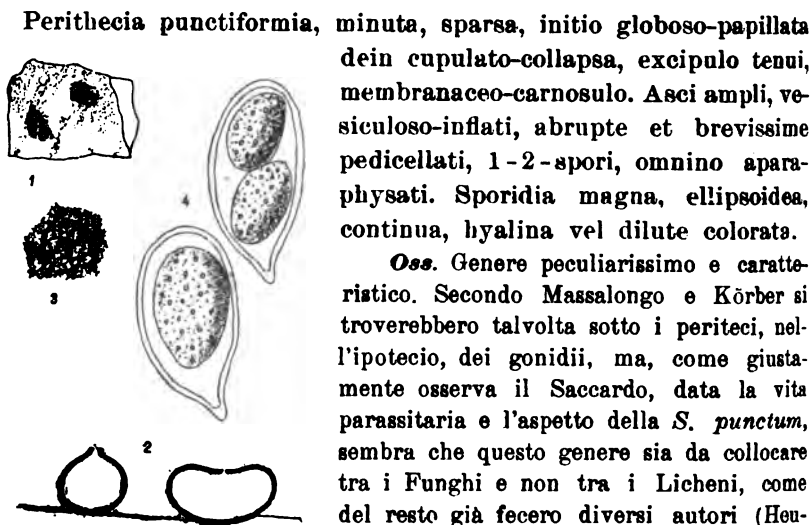 Perithecia punctiformia, minuta, sparsa, initio globoso-papillata
dein cupulato-collapsa, excipulo tenui,
membranaceo-carnosulo. Asci ampli, ve-
siculoso-inflati, abrupte et brevissime
pedicellati, 1-2-spori, omnino apara-
physati. Sporidia magna, ellipsoidea,
continua, hyalina vel dilute colorata.
Oss. Genere peculiarissimo e caratte-
ristico. Secondo Massalongo e Körber si
troverebbero talvolta sotto i periteci, nel-
l'ipotecio, dei gonidii, ma, come giusta-
mente osserva il Saccardo, data la vita
parassitaria e l'aspetto della S. punctum,
sembra che questo genere sia da collocare
tra i Funghi e non tra i Licheni, come
del resto già fecero diversi autori (Heu-
1
4
3
2